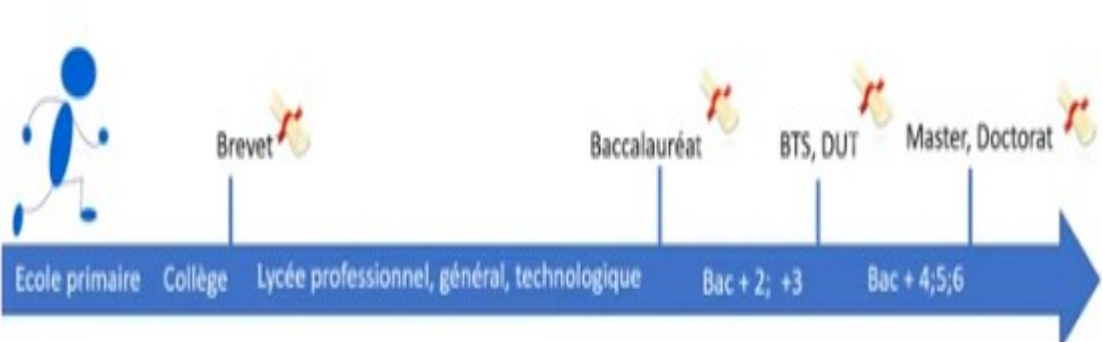 Brevet
Baccalauréat
BTS, DUT
Master, Doctorat
Ecole primaire
Collège
Lycée professionnel, général, technologique
Bac + 2; +3
Bac + 4;5;6